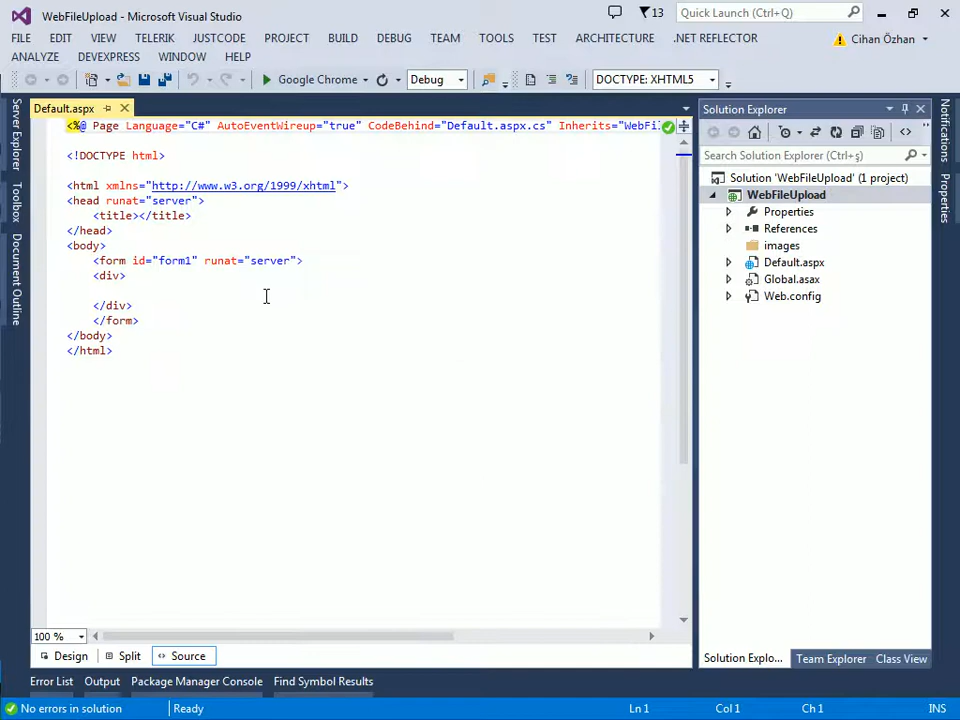 WebFileUpload - Microsoft Visual Studio
13
Quick Launch (Ctrl+Q)
FILE EDIT VIEW TELERIK JUSTCODE PROJECT BUILD DEBUG TEAM TOOLS TEST ARCHITECTURE .NET REFLECTOR
Cihan Özhan
ANALYZE DEVEXPRESS WINDOW HELP
Google Chrome
Debug
DOCTYPE: XHTML5
Server Explorer
Toolbox
Document Outline
Default.aspx
<%@ Page Language="C#" AutoEventWireup="true" CodeBehind="Default.aspx.cs" Inherits="WebFil
<!DOCTYPE html>
<html xmlns="http://www.w3.org/1999/xhtml">
<head runat="server">
<title></title>
</head>
<body>
<form id="form1" runat="server">
<div>
</div>
</form>
</body>
</html>
100 %
Design
Split
Source
Solution Explorer
Search Solution Explorer (Ctrl+ş)
Solution 'WebFileUpload' (1 project)
WebFileUpload
Properties
References
images
Default.aspx
Global.asax
Web.config
Solution Explo...
Team Explorer
Class View
Notifications
Properties
Error List
Output
Package Manager Console
Find Symbol Results
No errors in solution
Ready
Ln 1
Col 1
Ch 1
INS